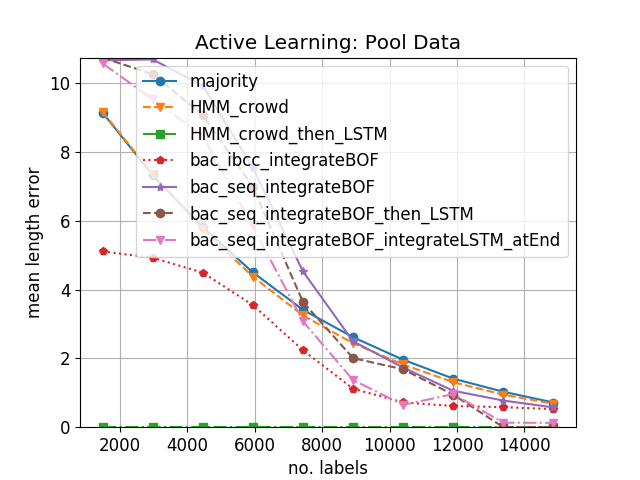 Active Learning: Pool Data
mean length error
10
8
6
4
2
0
majority
HMM_crowd
HMM_crowd_then_LSTM
bac_ibcc_integrateBOF
bac_seq_integrateBOF
bac_seq_integrateBOF_then_LSTM
bac_seq_integrateBOF_integrateLSTM_atEnd
2000 4000 6000 8000 10000 12000 14000
no. labels